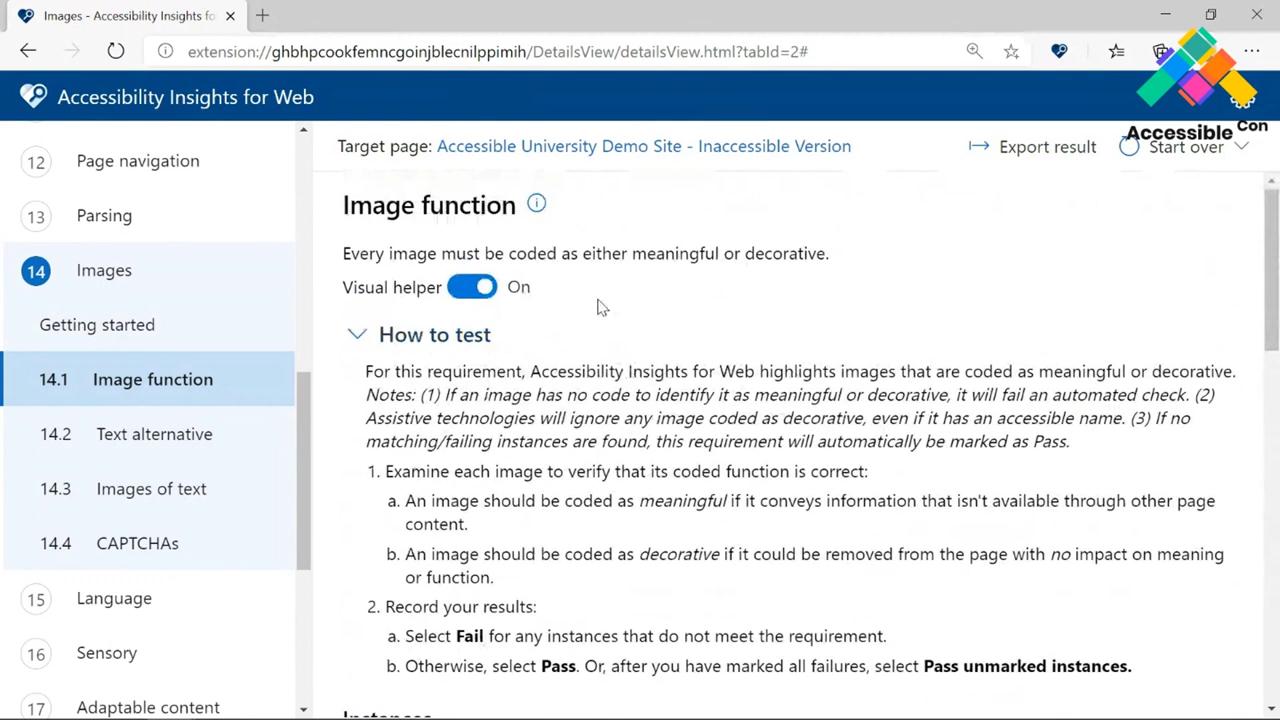 Images - Accessibility Insights fo
extension://ghbhpcookfemncgoinjblecnilppimih/DetailsView/detailsView.html?tabId=2#
Accessibility Insights for Web
Accessible Con
12 Page navigation
13 Parsing
14 Images
Getting started
14.1 Image function
14.2 Text alternative
14.3 Images of text
14.4 CAPTCHAs
15 Language
16 Sensory
17 Adaptable content
Target page: Accessible University Demo Site - Inaccessible Version
Export result
Start over
Image function
Every image must be coded as either meaningful or decorative.
Visual helper On
How to test
For this requirement, Accessibility Insights for Web highlights images that are coded as meaningful or decorative.
Notes: (1) If an image has no code to identify it as meaningful or decorative, it will fail an automated check. (2)
Assistive technologies will ignore any image coded as decorative, even if it has an accessible name. (3) If no
matching/failing instances are found, this requirement will automatically be marked as Pass.
1. Examine each image to verify that its coded function is correct:
a. An image should be coded as meaningful if it conveys information that isn't available through other page
content.
b. An image should be coded as decorative if it could be removed from the page with no impact on meaning
or function.
2. Record your results:
a. Select Fail for any instances that do not meet the requirement.
b. Otherwise, select Pass. Or, after you have marked all failures, select Pass unmarked instances.
Instances